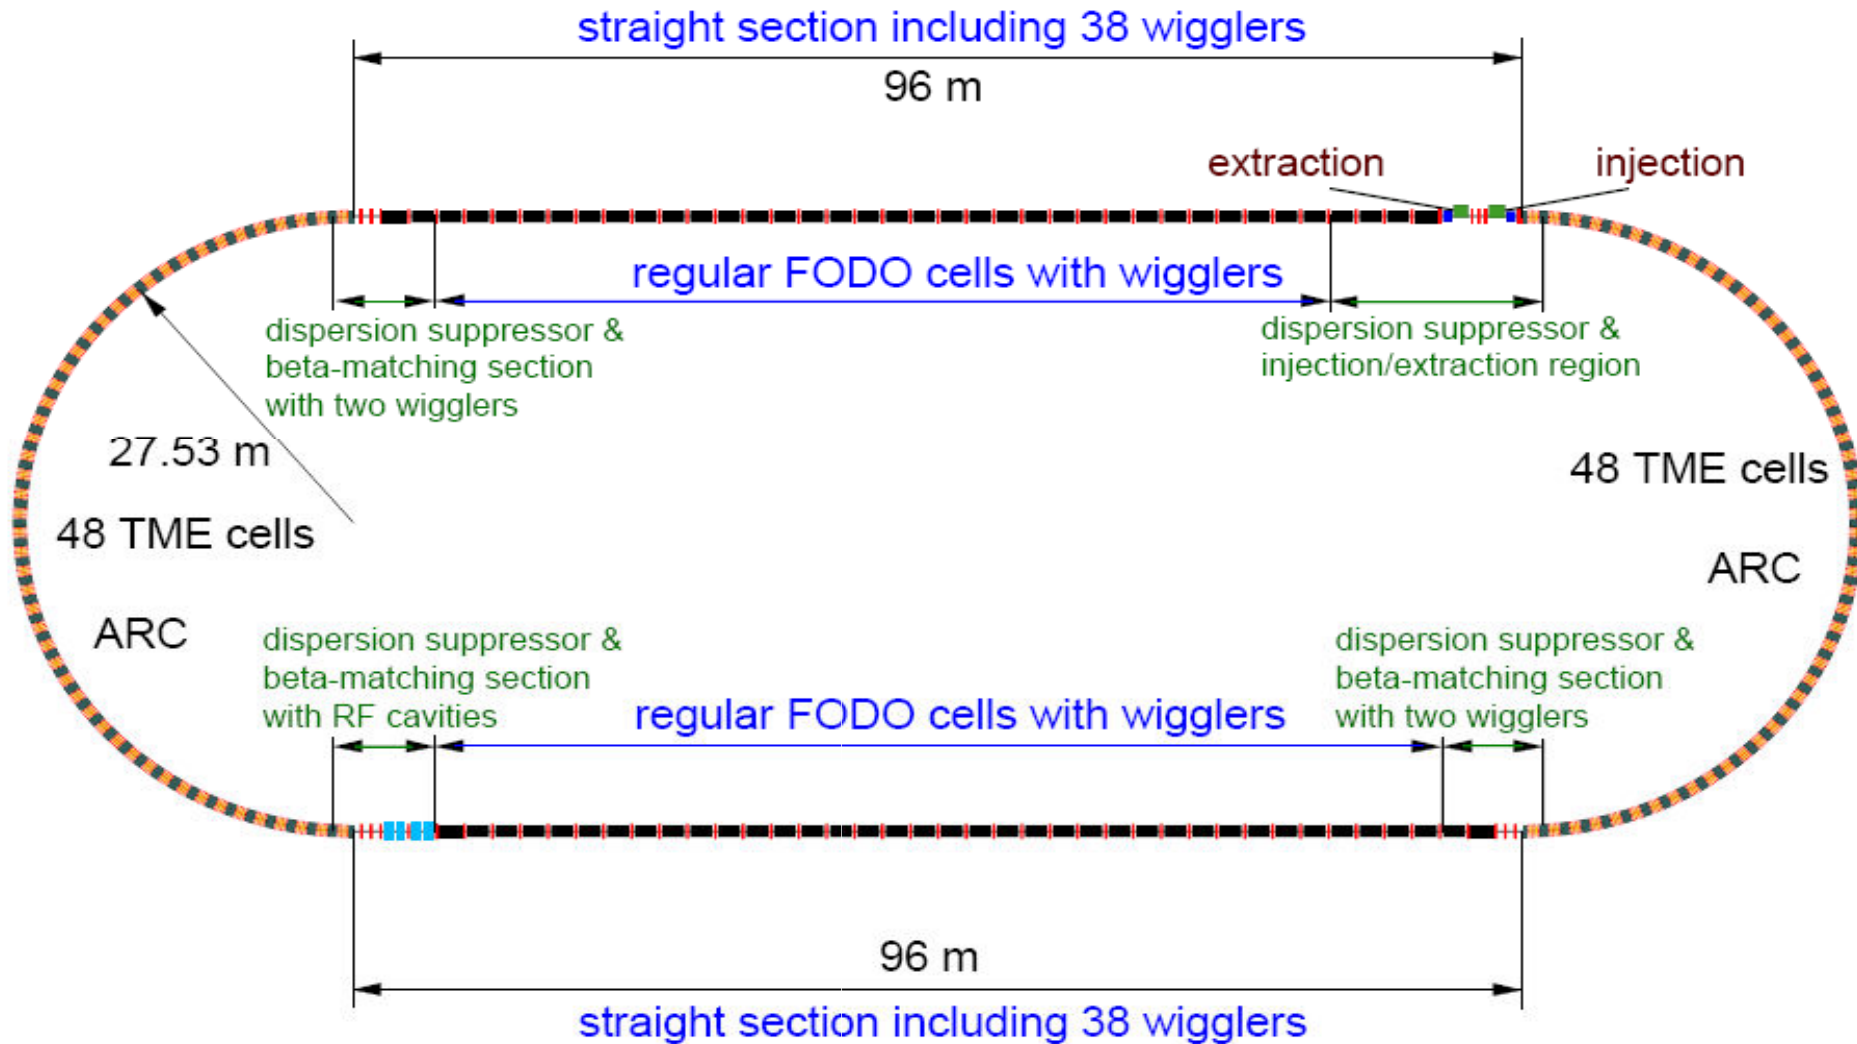 straight section including 38 wigglers
96 m
extraction
injection
regular FODO cells with wigglers
dispersion suppressor &
beta-matching section
with two wigglers
dispersion suppressor &
injection/extraction region
27.53 m
48 TME cells
ARC
48 TME cells
ARC
dispersion suppressor &
beta-matching section
with RF cavities
regular FODO cells with wigglers
dispersion suppressor &
beta-matching section
with two wigglers
96 m
straight section including 38 wigglers